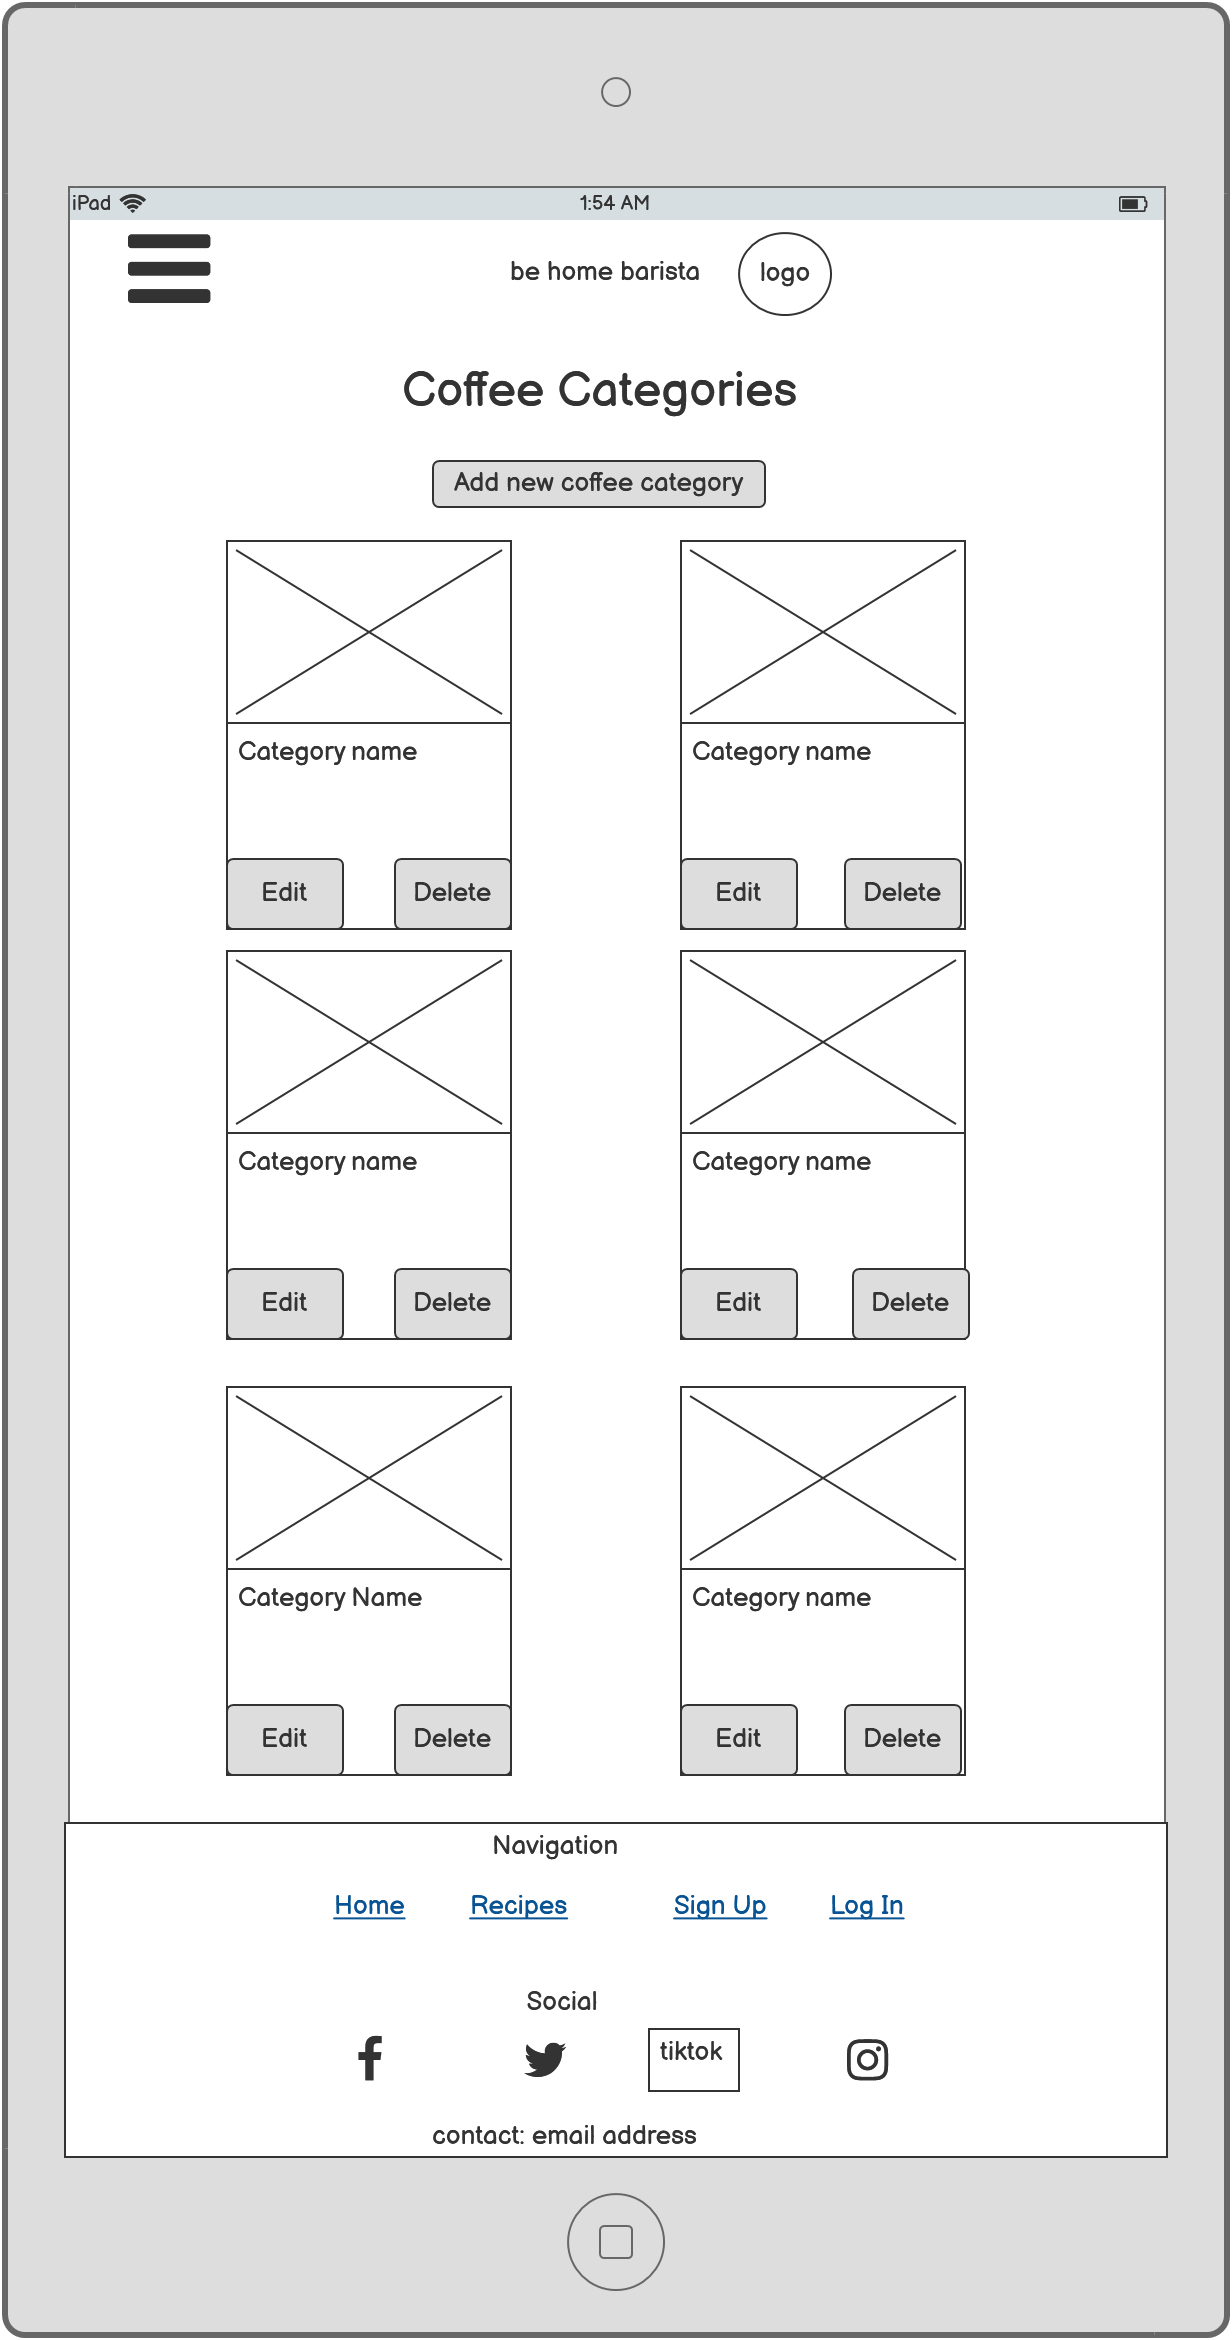 iPad 1:54 AM
be home barista logo
Coffee Categories
Add new coffee category
Category name Category name
Edit Delete Edit Delete
Category name Category name
Edit Delete Edit Delete
Category Name Category name
Edit Delete Edit Delete
Navigation
Home Recipes Sign Up Log In
Social
tiktok
contact: email address